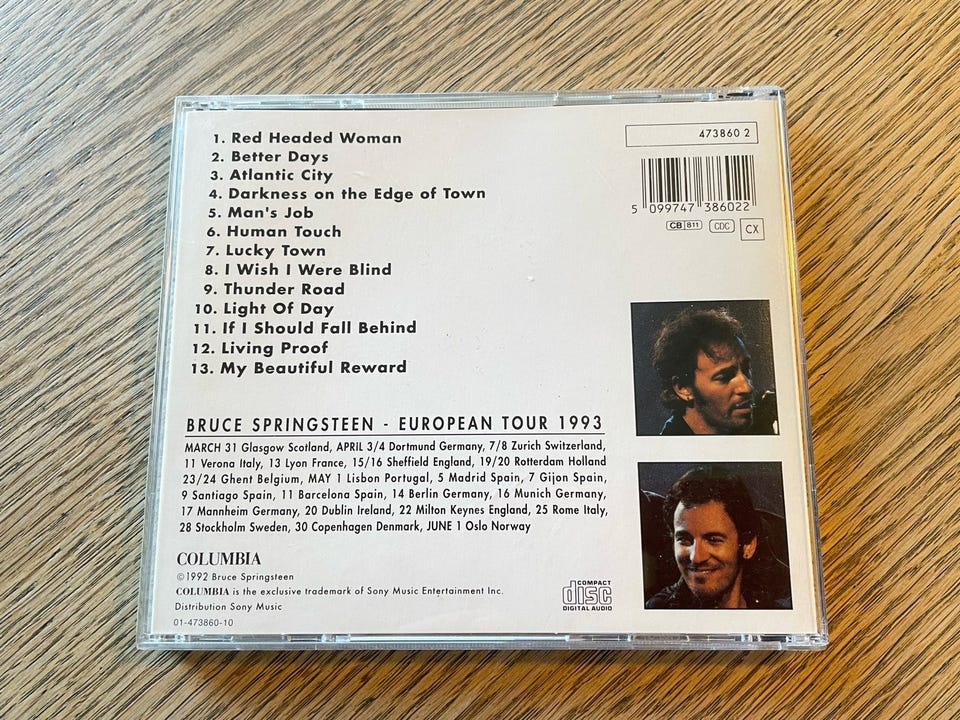 1. Red Headed Woman
2. Better Days
3. Atlantic City
4. Darkness on the Edge of Town
5. Man's Job
6. Human Touch
7. Lucky Town
8. I Wish I Were Blind
9. Thunder Road
10. Light Of Day
11. If I Should Fall Behind
12. Living Proof
13. My Beautiful Reward
473860 2
5 099747 386022
CB 811 CDC CX
BRUCE SPRINGSTEEN - EUROPEAN TOUR 1993
MARCH 31 Glasgow Scotland, APRIL 3/4 Dortmund Germany, 7/8 Zurich Switzerland,
11 Verona Italy, 13 Lyon France, 15/16 Sheffield England, 19/20 Rotterdam Holland
23/24 Ghent Belgium, MAY 1 Lisbon Portugal, 5 Madrid Spain, 7 Gijon Spain,
9 Santiago Spain, 11 Barcelona Spain, 14 Berlin Germany, 16 Munich Germany,
17 Mannheim Germany, 20 Dublin Ireland, 22 Milton Keynes England, 25 Rome Italy,
28 Stockholm Sweden, 30 Copenhagen Denmark, JUNE 1 Oslo Norway
COLUMBIA
©1992 Bruce Springsteen
COLUMBIA is the exclusive trademark of Sony Music Entertainment Inc.
Distribution Sony Music
01-473860-10
COMPACT
disc
DIGITAL AUDIO